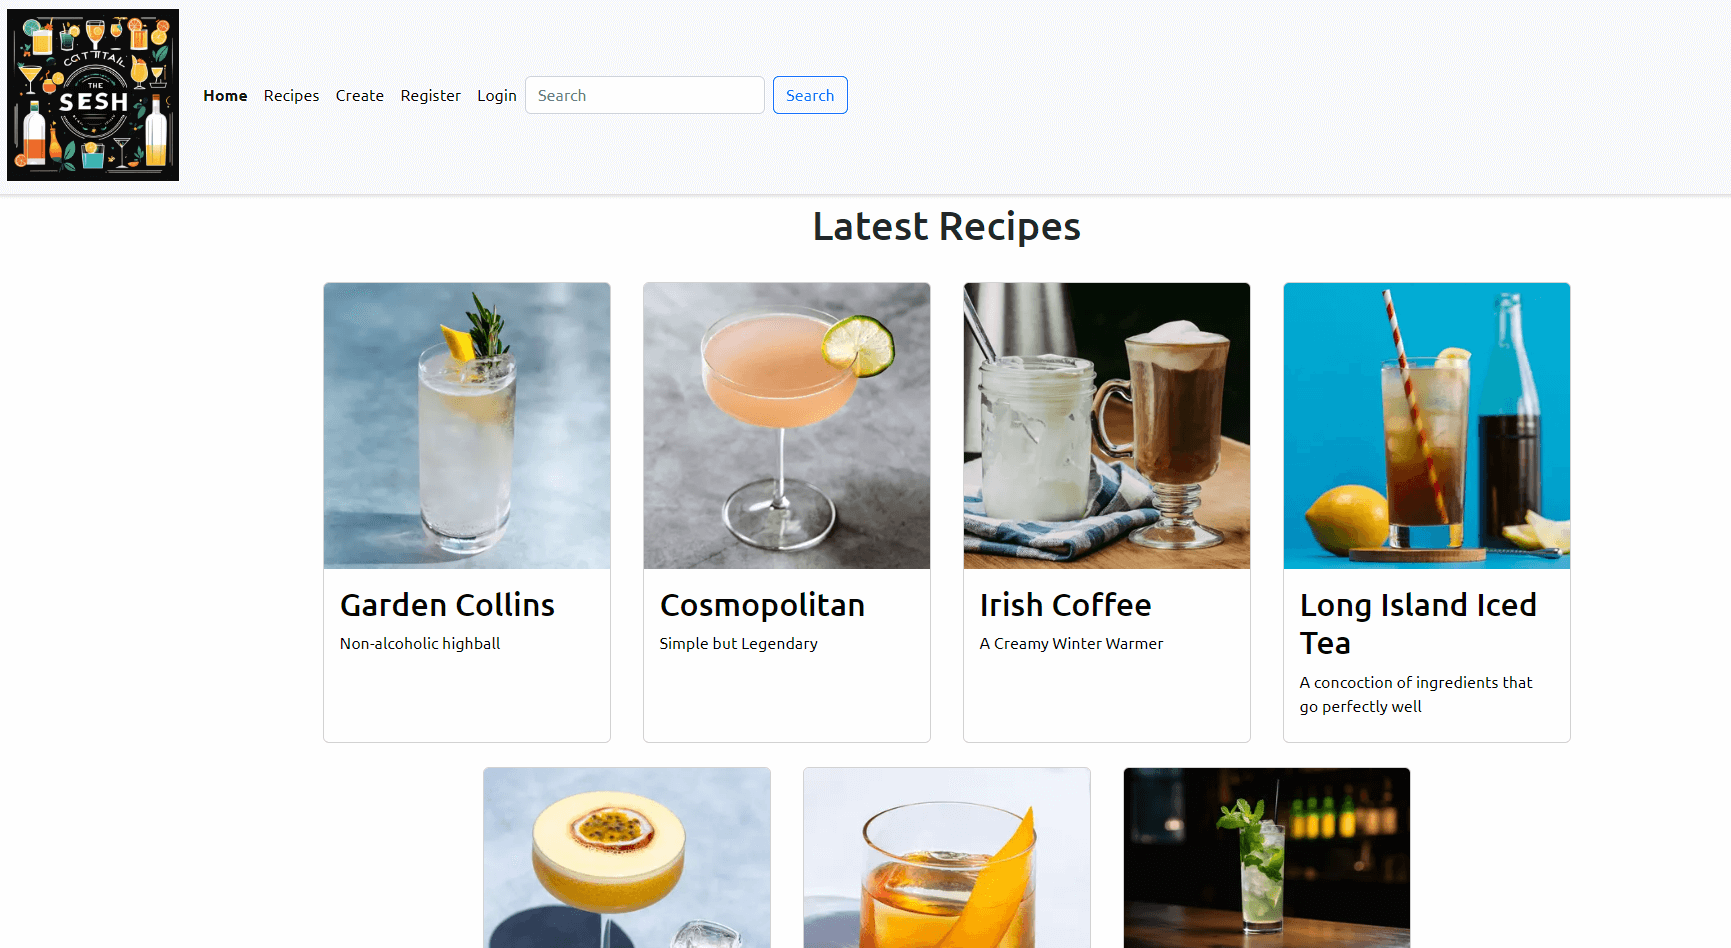 CCTTTAIL
THE
SESH
Home Recipes Create Register Login Search Search
Latest Recipes
Garden Collins
Non-alcoholic highball
Cosmopolitan
Simple but Legendary
Irish Coffee
A Creamy Winter Warmer
Long Island Iced
Tea
A concoction of ingredients that
go perfectly well